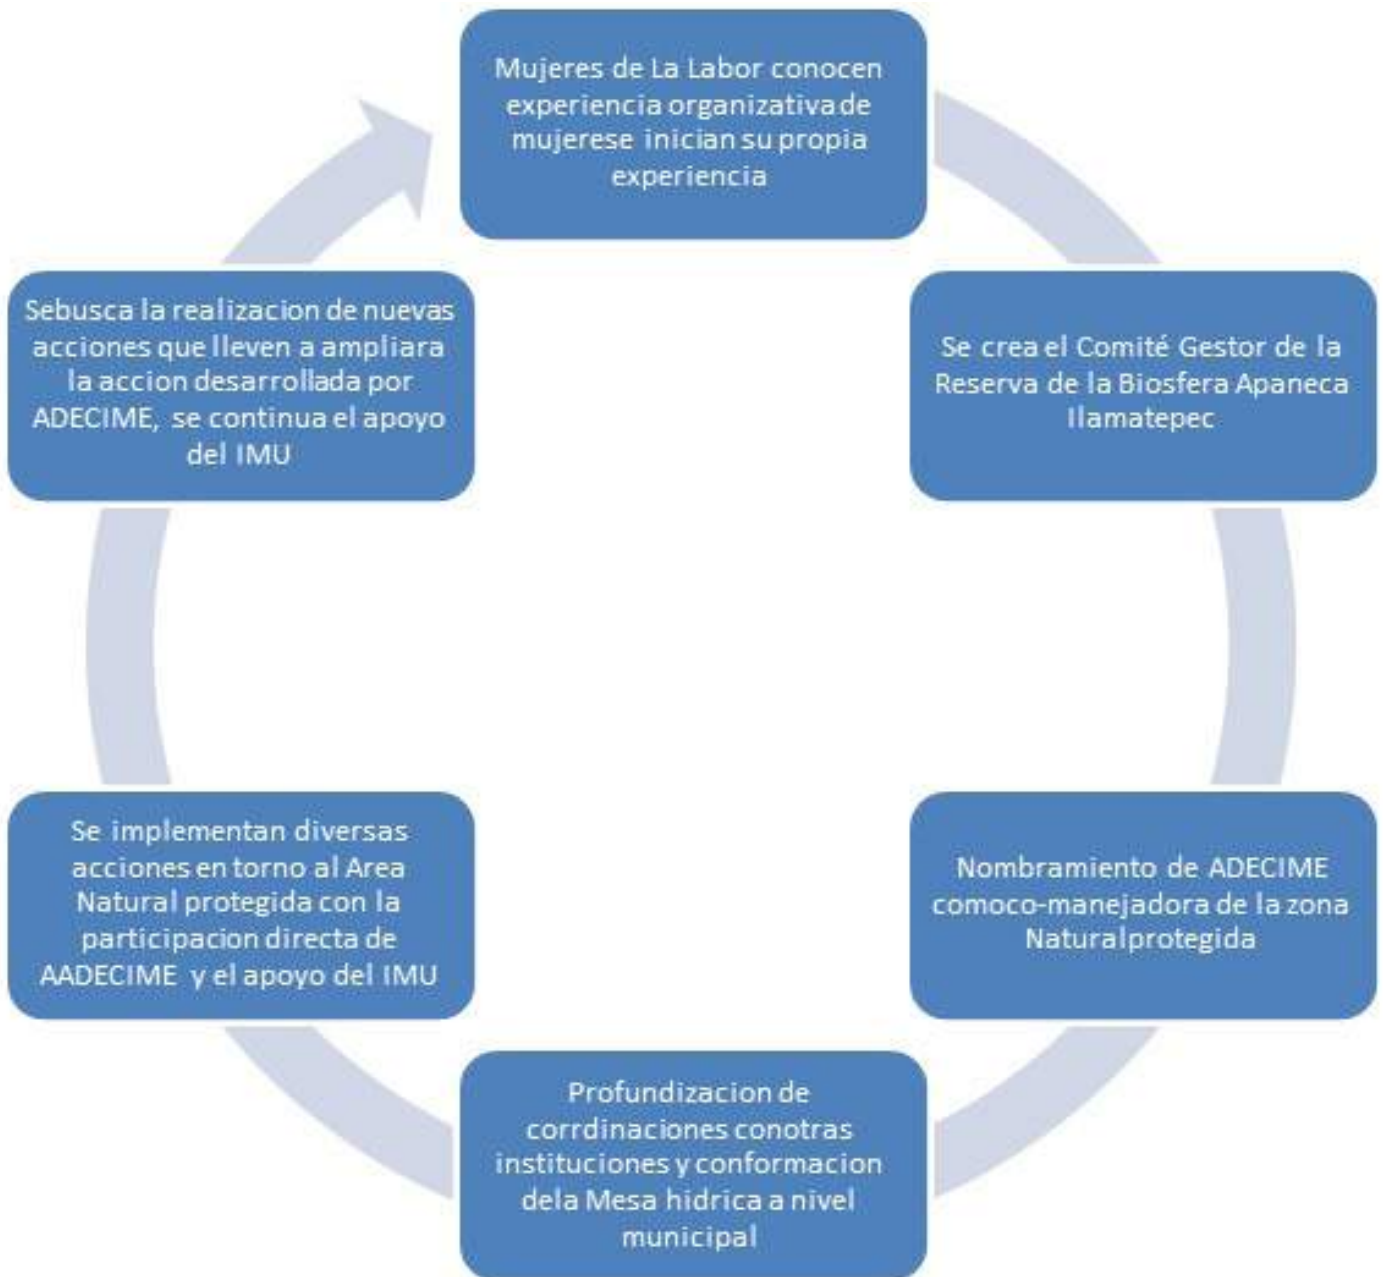 Mujeres de La Labor conocen
experiencia organizativa de
mujerese inician su propia
experiencia
Se crea el Comité Gestor de la
Reserva de la Biosfera Apaneca
Ilamatepec
Nombramiento de ADECIME
comoco-manejadora de la zona
Naturalprotegida
Profundizacion de
corrdinaciones conotras
instituciones y conformacion
dela Mesa hidrica a nivel
municipal
Se implementan diversas
acciones en torno al Area
Natural protegida con la
participacion directa de
AADECIME y el apoyo del IMU
Sebusca la realizacion de nuevas
acciones que lleven a ampliara
la accion desarrollada por
ADECIME, se continua el apoyo
del IMU